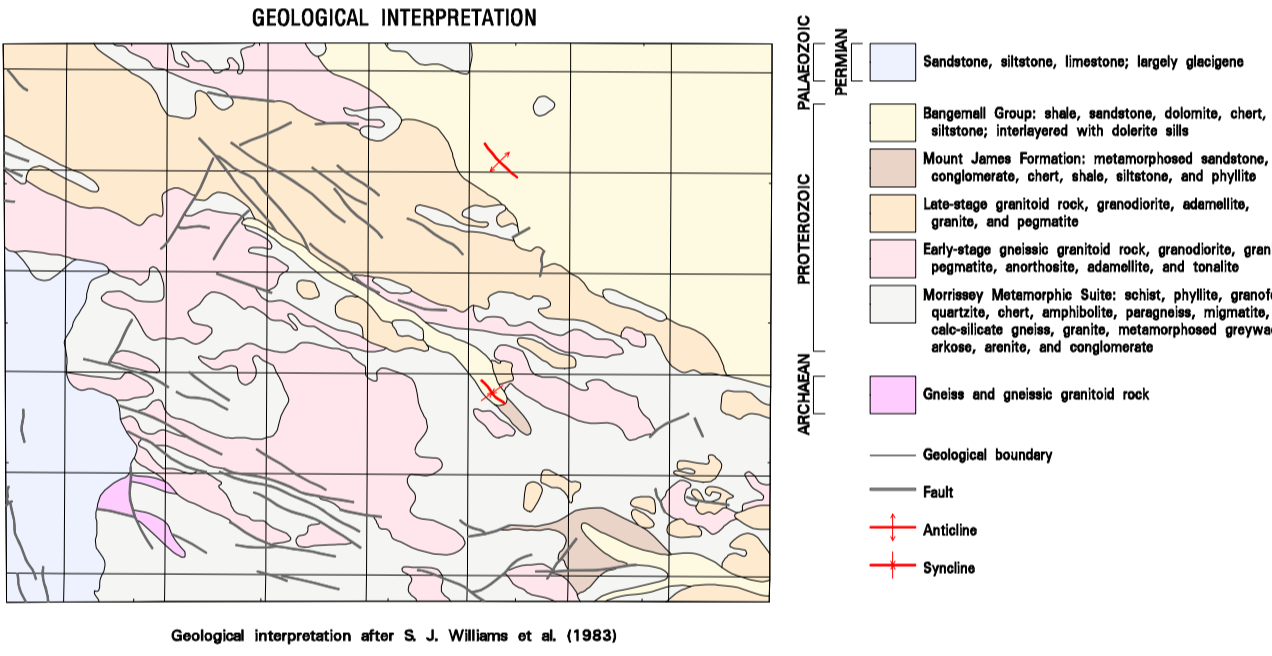 GEOLOGICAL INTERPRETATION
PALAEOZOIC
PERMIAN
Sandstone, siltstone, limestone; largely glacigene
PROTEROZOIC
Bangemall Group: shale, sandstone, dolomite, chert,
siltstone; interlayered with dolerite sills
Mount James Formation: metamorphosed sandstone,
conglomerate, chert, shale, siltstone, and phyllite
Late-stage granitoid rock, granodiorite, adamellite,
granite, and pegmatite
Early-stage gneissic granitoid rock, granodiorite, gran
pegmatite, anorthosite, adamellite, and tonalite
Morrissey Metamorphic Suite: schist, phyllite, granofe
quartzite, chert, amphibolite, paragneiss, migmatite,
calc-silicate gneiss, granite, metamorphosed greywa
arkose, arenite, and conglomerate
ARCHAEAN
Gneiss and gneissic granitoid rock
Geological boundary
Fault
Anticline
Syncline
Geological interpretation after S. J. Williams et al. (1983)